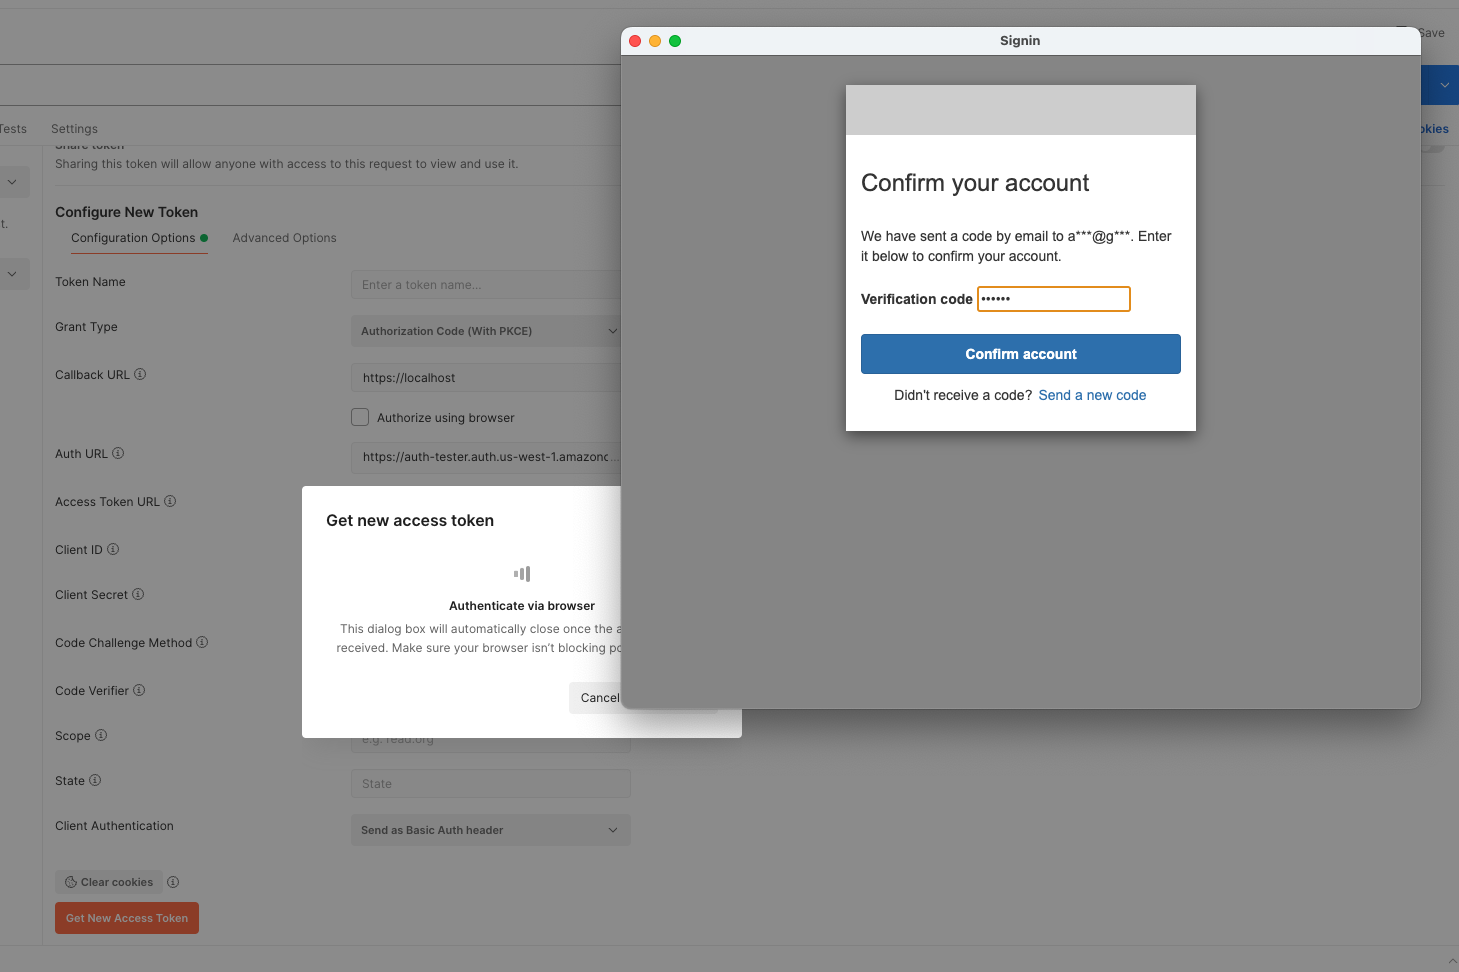 Save
Signin
Tests
Settings
Cookies
Share token
Sharing this token will allow anyone with access to this request to view and use it.
t.
Configure New Token
Configuration Options
Advanced Options
Token Name
Enter a token name...
Grant Type
Authorization Code (With PKCE)
Callback URL
https://localhost
Authorize using browser
Auth URL
https://auth-tester.auth.us-west-1.amazonc...
Access Token URL
Client ID
Client Secret
Code Challenge Method
Code Verifier
Scope
e.g. read:org
State
State
Client Authentication
Send as Basic Auth header
Clear cookies
Get New Access Token
Get new access token
Authenticate via browser
This dialog box will automatically close once the a
received. Make sure your browser isn't blocking po
Cancel
Confirm your account
We have sent a code by email to a***@g***. Enter
it below to confirm your account.
Verification code ••••••
Confirm account
Didn't receive a code? Send a new code